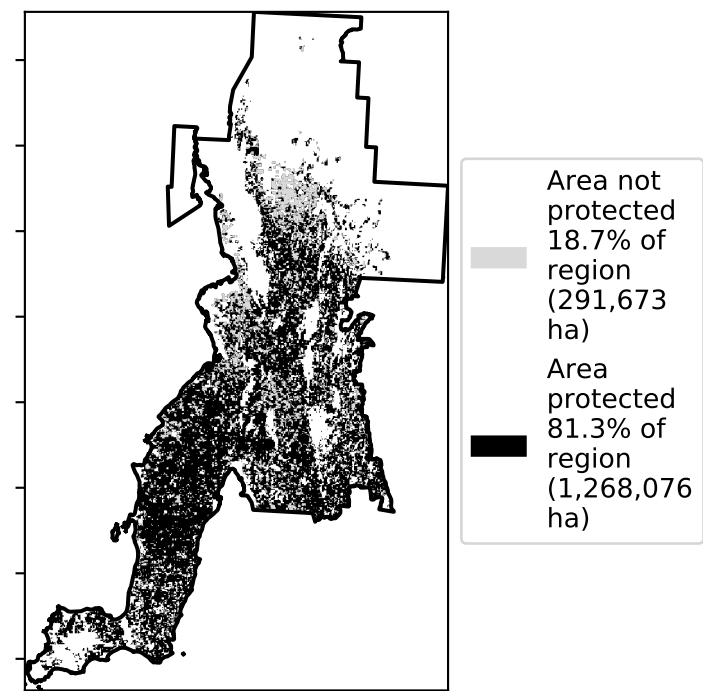 Area not
protected
18.7% of
region
(291,673
ha)
Area
protected
81.3% of
region
(1,268,076
ha)